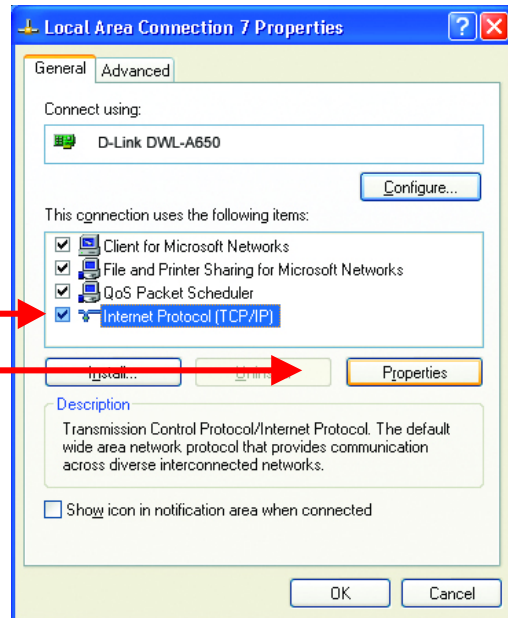 Local Area Connection 7 Properties
General Advanced
Connect using:
D-Link DWL-A650
Configure...
This connection uses the following items:
Client for Microsoft Networks
File and Printer Sharing for Microsoft Networks
QoS Packet Scheduler
Internet Protocol (TCP/IP)
Install... Properties
Description
Transmission Control Protocol/Internet Protocol. The default
wide area network protocol that provides communication
across diverse interconnected networks.
Show icon in notification area when connected
OK Cancel